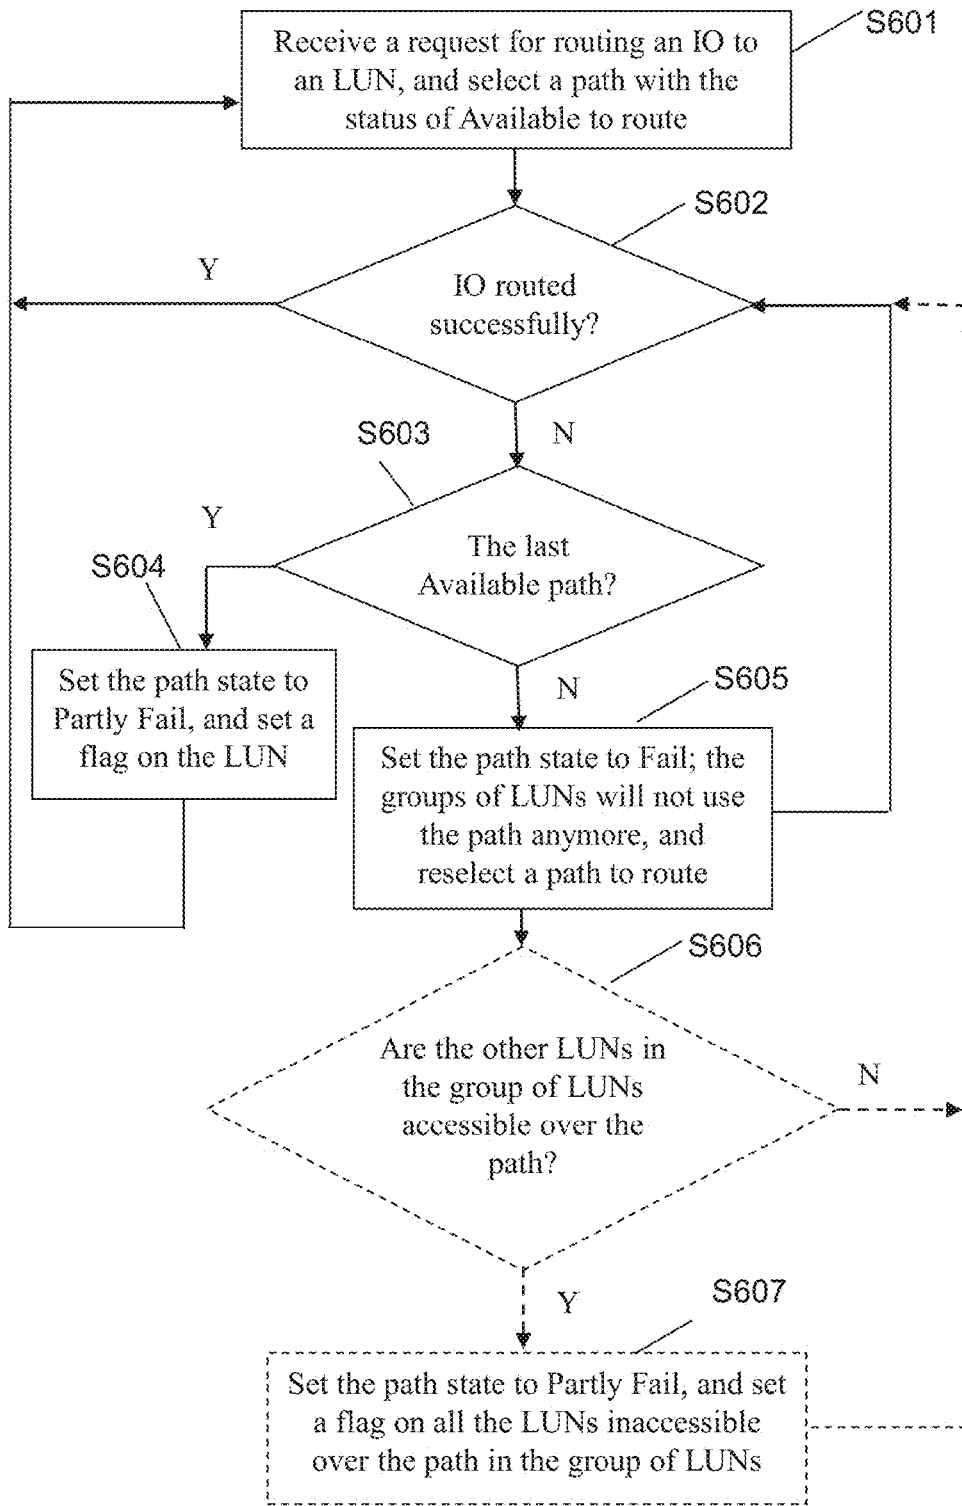 S601
Receive a request for routing an IO to
an LUN, and select a path with the
status of Available to route
S602
Y
IO routed
successfully?
N
S603
Y
The last
Available path?
S604
N
S605
Set the path state to
Partly Fail, and set a
flag on the LUN
Set the path state to Fail; the
groups of LUNs will not use
the path anymore, and
reselect a path to route
S606
Are the other LUNs in
the group of LUNs
accessible over the
path?
N
Y
S607
Set the path state to Partly Fail, and set
a flag on all the LUNs inaccessible
over the path in the group of LUNs